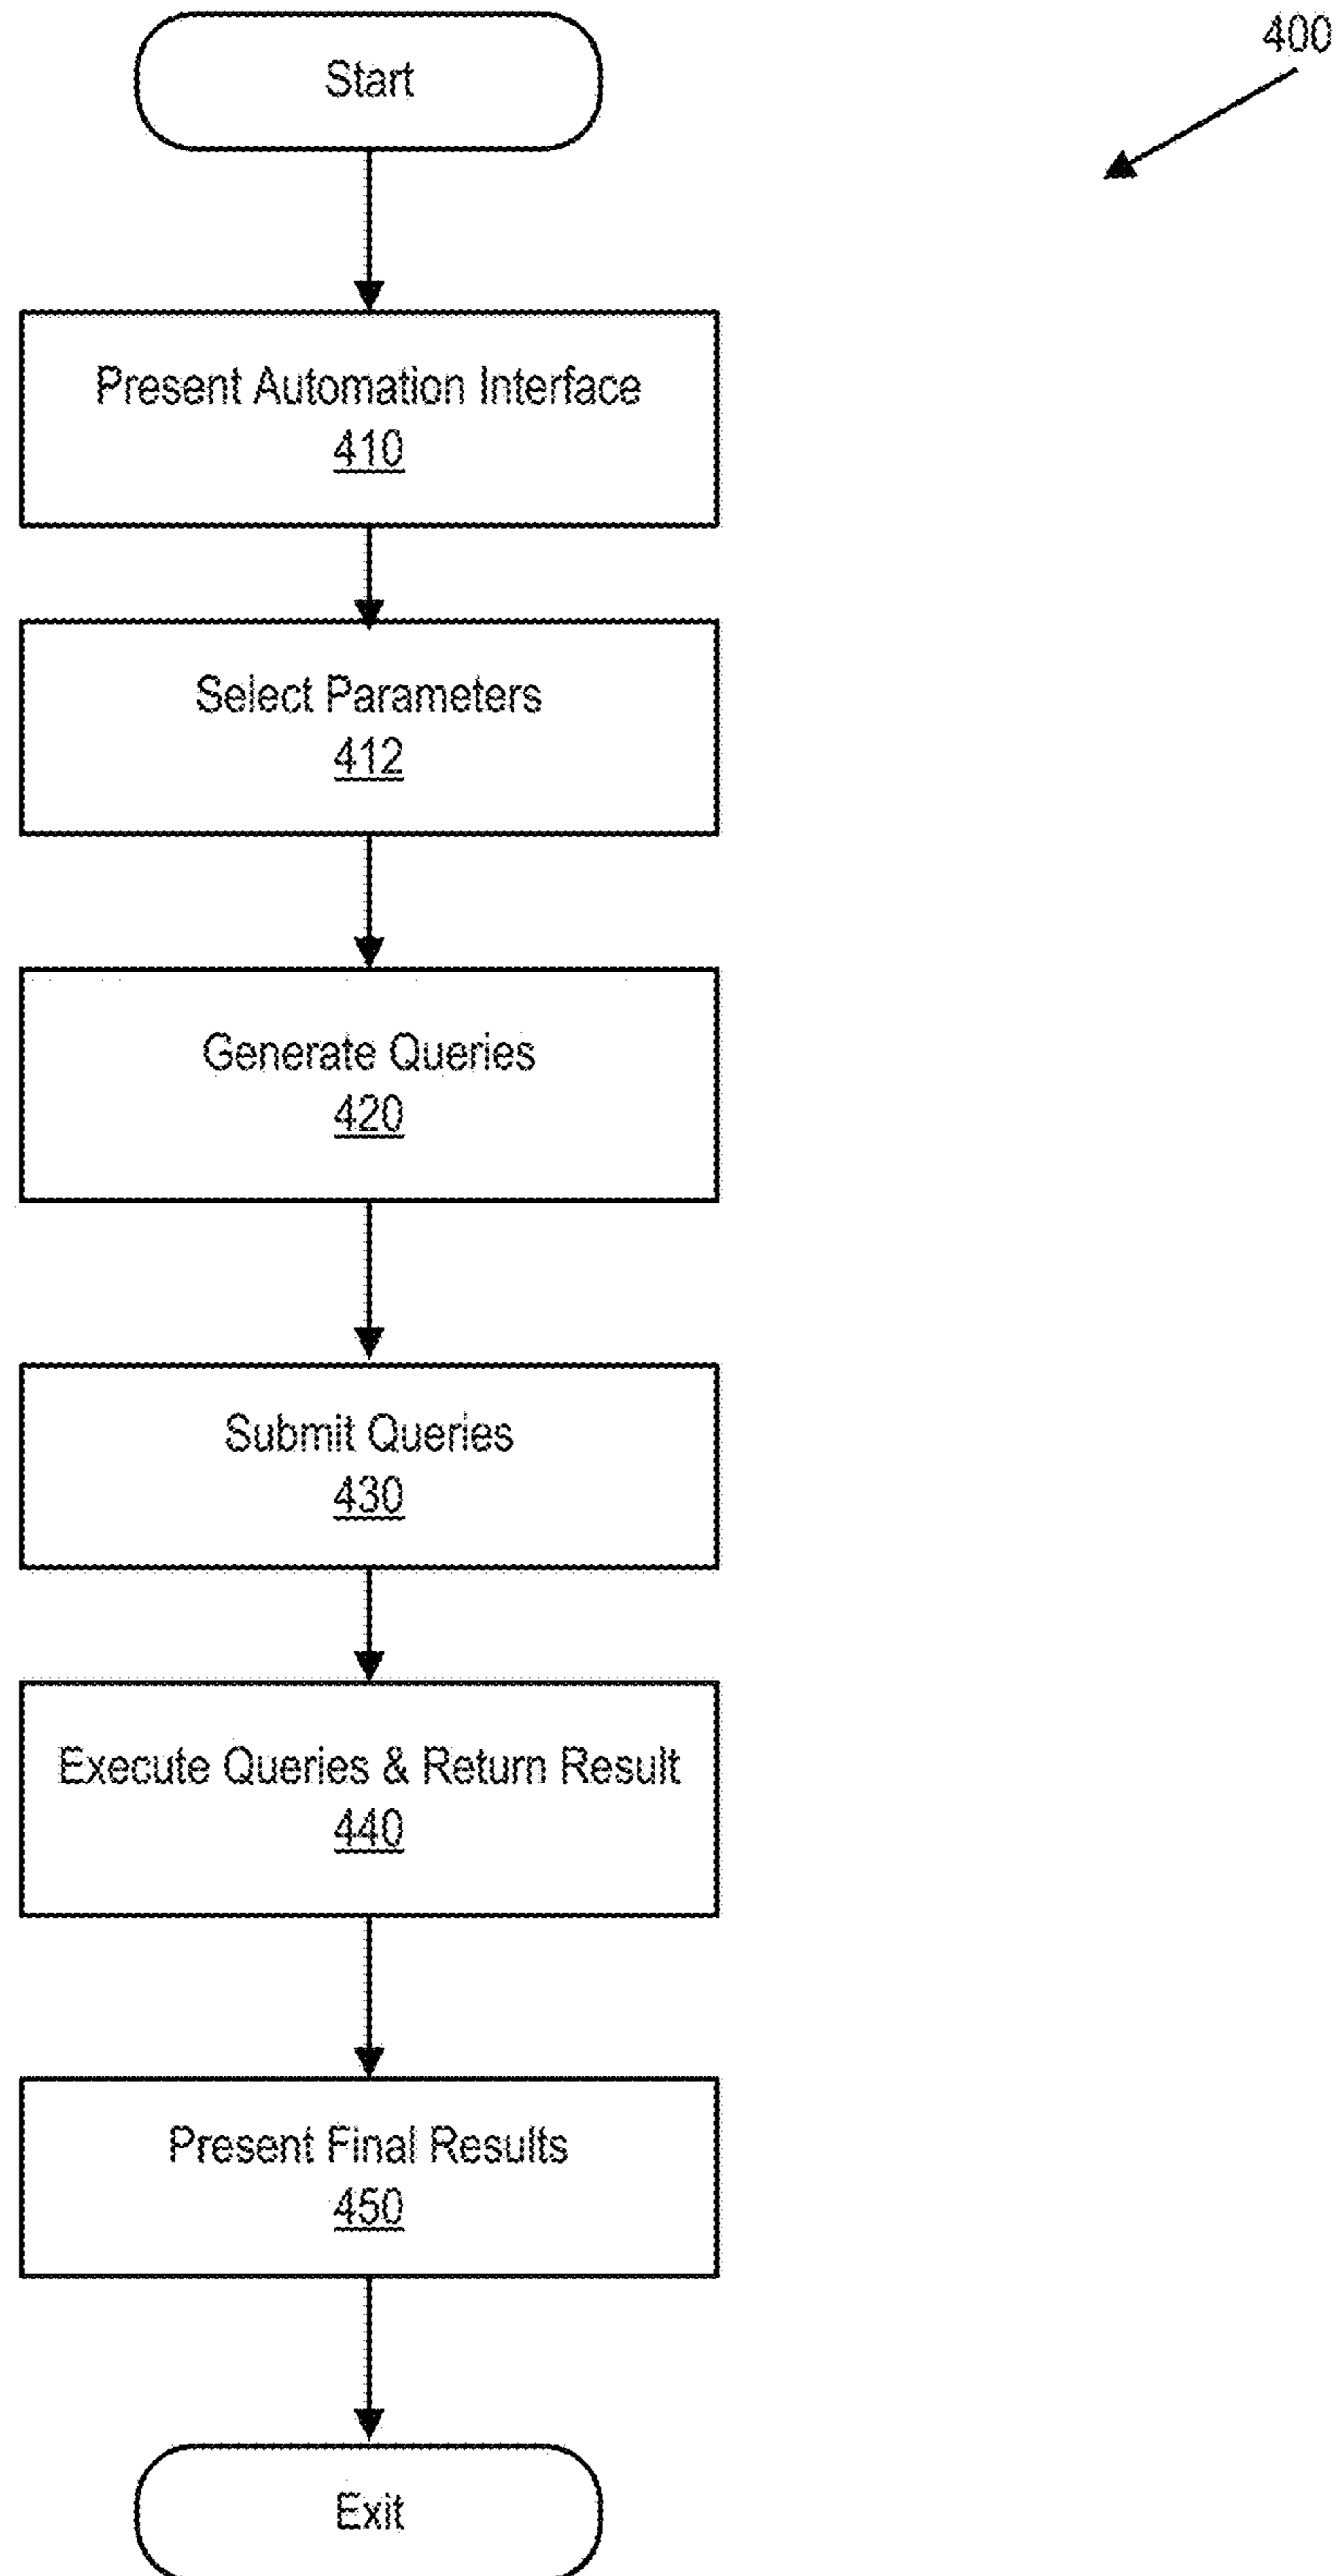 400
Start
Present Automation Interface
410
Select Parameters
412
Generate Queries
420
Submit Queries
430
Execute Queries & Return Result
440
Present Final Results
450
Exit